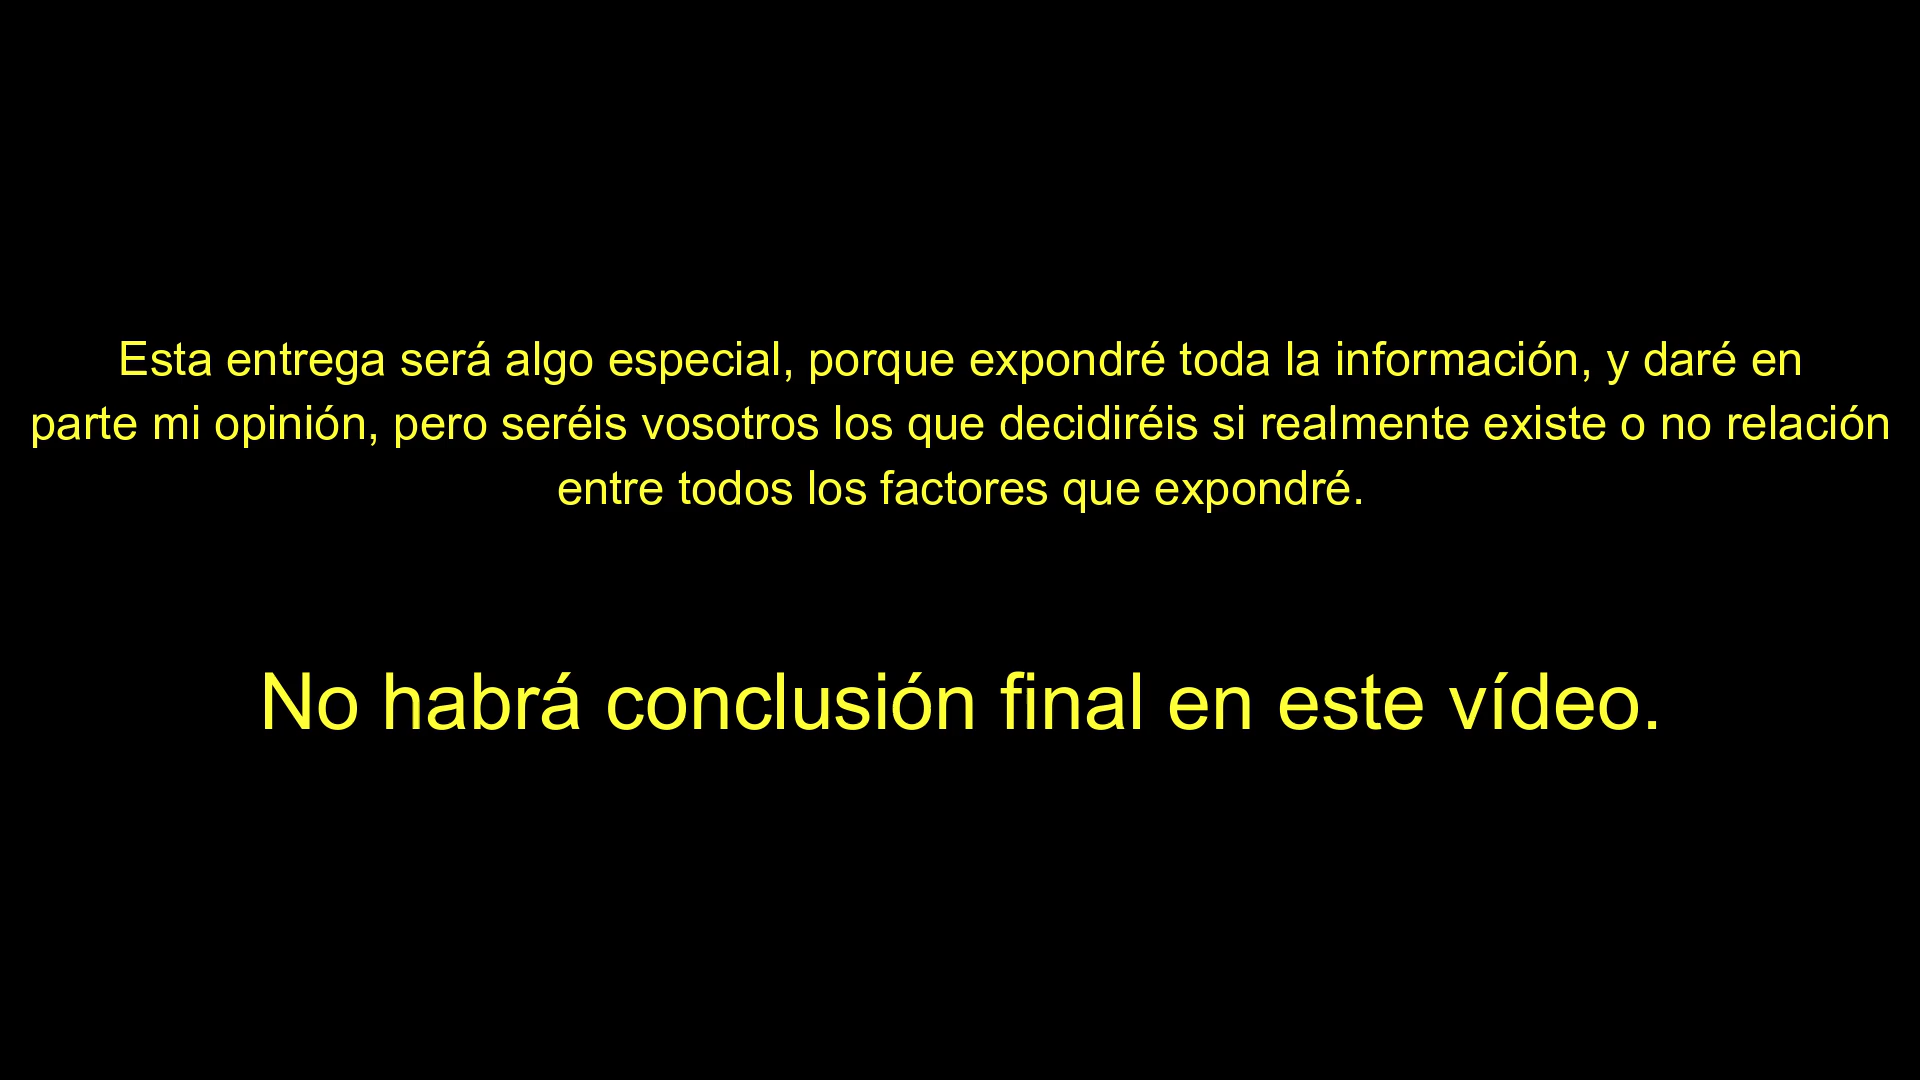 Esta entrega será algo especial, porque expondré toda la información, y daré en
parte mi opinión, pero seréis vosotros los que decidiréis si realmente existe o no relación
entre todos los factores que expondré.
No habrá conclusión final en este vídeo.